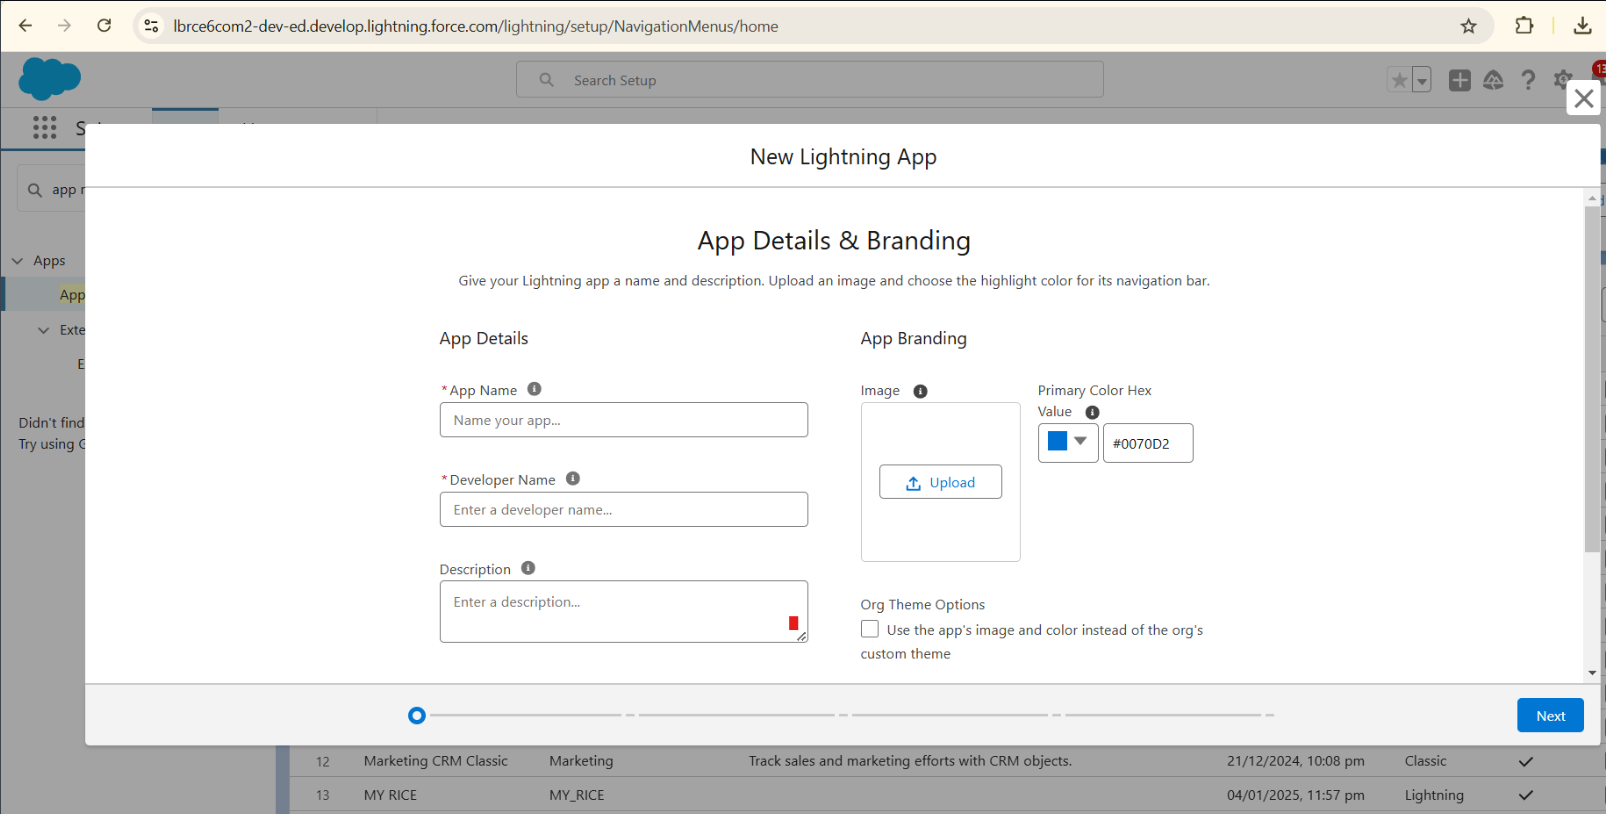 lbrce6com2-dev-ed.develop.lightning.force.com/lightning/setup/NavigationMenus/home
Search Setup
13
New Lightning App
app
App Details & Branding
Give your Lightning app a name and description. Upload an image and choose the highlight color for its navigation bar.
Apps
App
Exte
E
Didn't find
Try using G
App Details
App Branding
*App Name
Name your app...
Image
Primary Color Hex
Value
#0070D2
Upload
*Developer Name
Enter a developer name...
Description
Enter a description...
Org Theme Options
Use the app's image and color instead of the org's
custom theme
Next
12 Marketing CRM Classic Marketing Track sales and marketing efforts with CRM objects. 21/12/2024, 10:08 pm Classic
13 MY RICE MY_RICE 04/01/2025, 11:57 pm Lightning